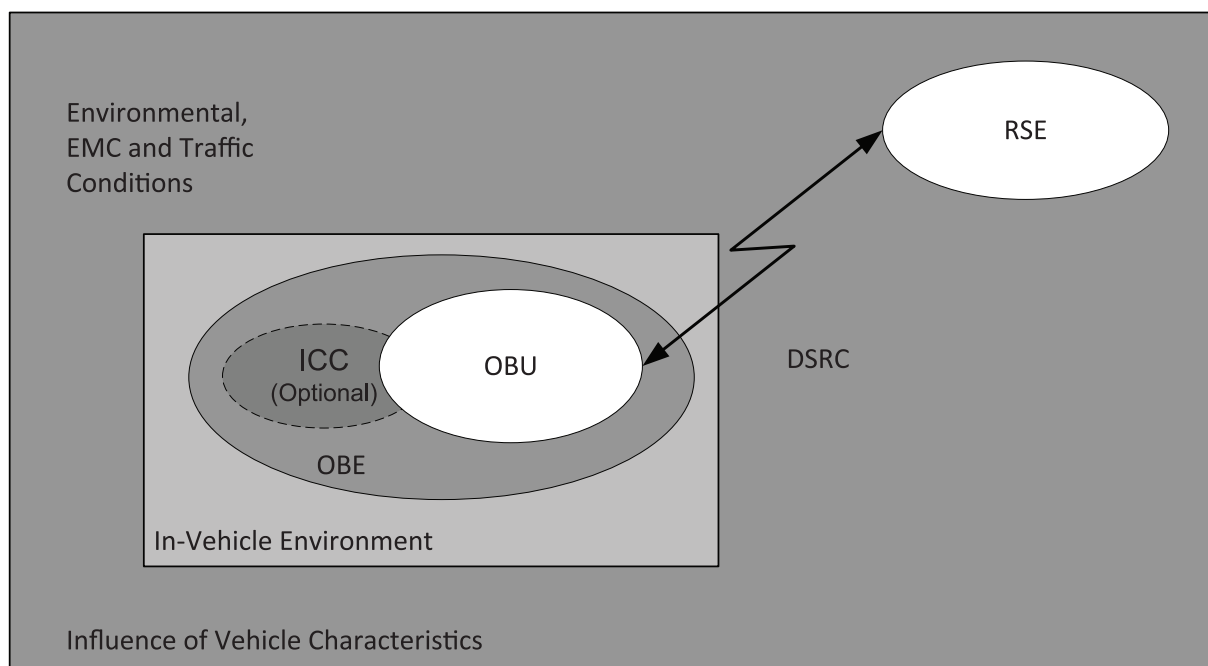 Environmental,
EMC and Traffic
Conditions
RSE
ICC
(Optional)
OBU
DSRC
OBE
In-Vehicle Environment
Influence of Vehicle Characteristics